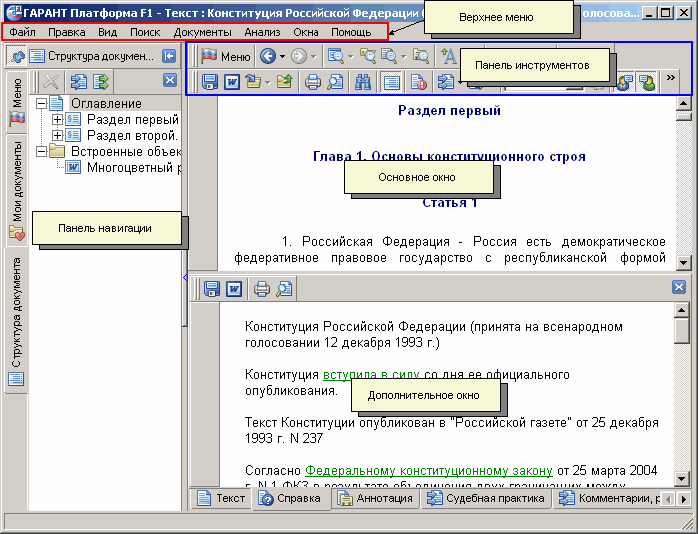 ГАРАНТ Платформа F1 - Текст : Конституция Российской Федерации (
голосова...
Верхнее меню
Файл Правка Вид Поиск Документы Анализ Окна Помощь
Структура докумен...
Меню
Панель инструментов
Меню
Мои документы
Структура документа
Оглавление
Раздел первый
Раздел второй.
Встроенные объек
Многоцветный р
Панель навигации
Раздел первый
Глава 1. Основы конституционного строя
Основное окно
Статья 1
1. Российская Федерация - Россия есть демократическое
федеративное правовое государство с республиканской формой
Конституция Российской Федерации (принята на всенародном
голосовании 12 декабря 1993 г.)
Конституция вступила в силу со дня ее официального
опубликования.
Дополнительное окно
Текст Конституции опубликован в "Российской газете" от 25 декабря
1993 г. N 237
Согласно Федеральному конституционному закону от 25 марта 2004
г. N 1-ФКЗ в результате объединения двух граничащих между
Текст Справка Аннотация Судебная практика Комментарии, р